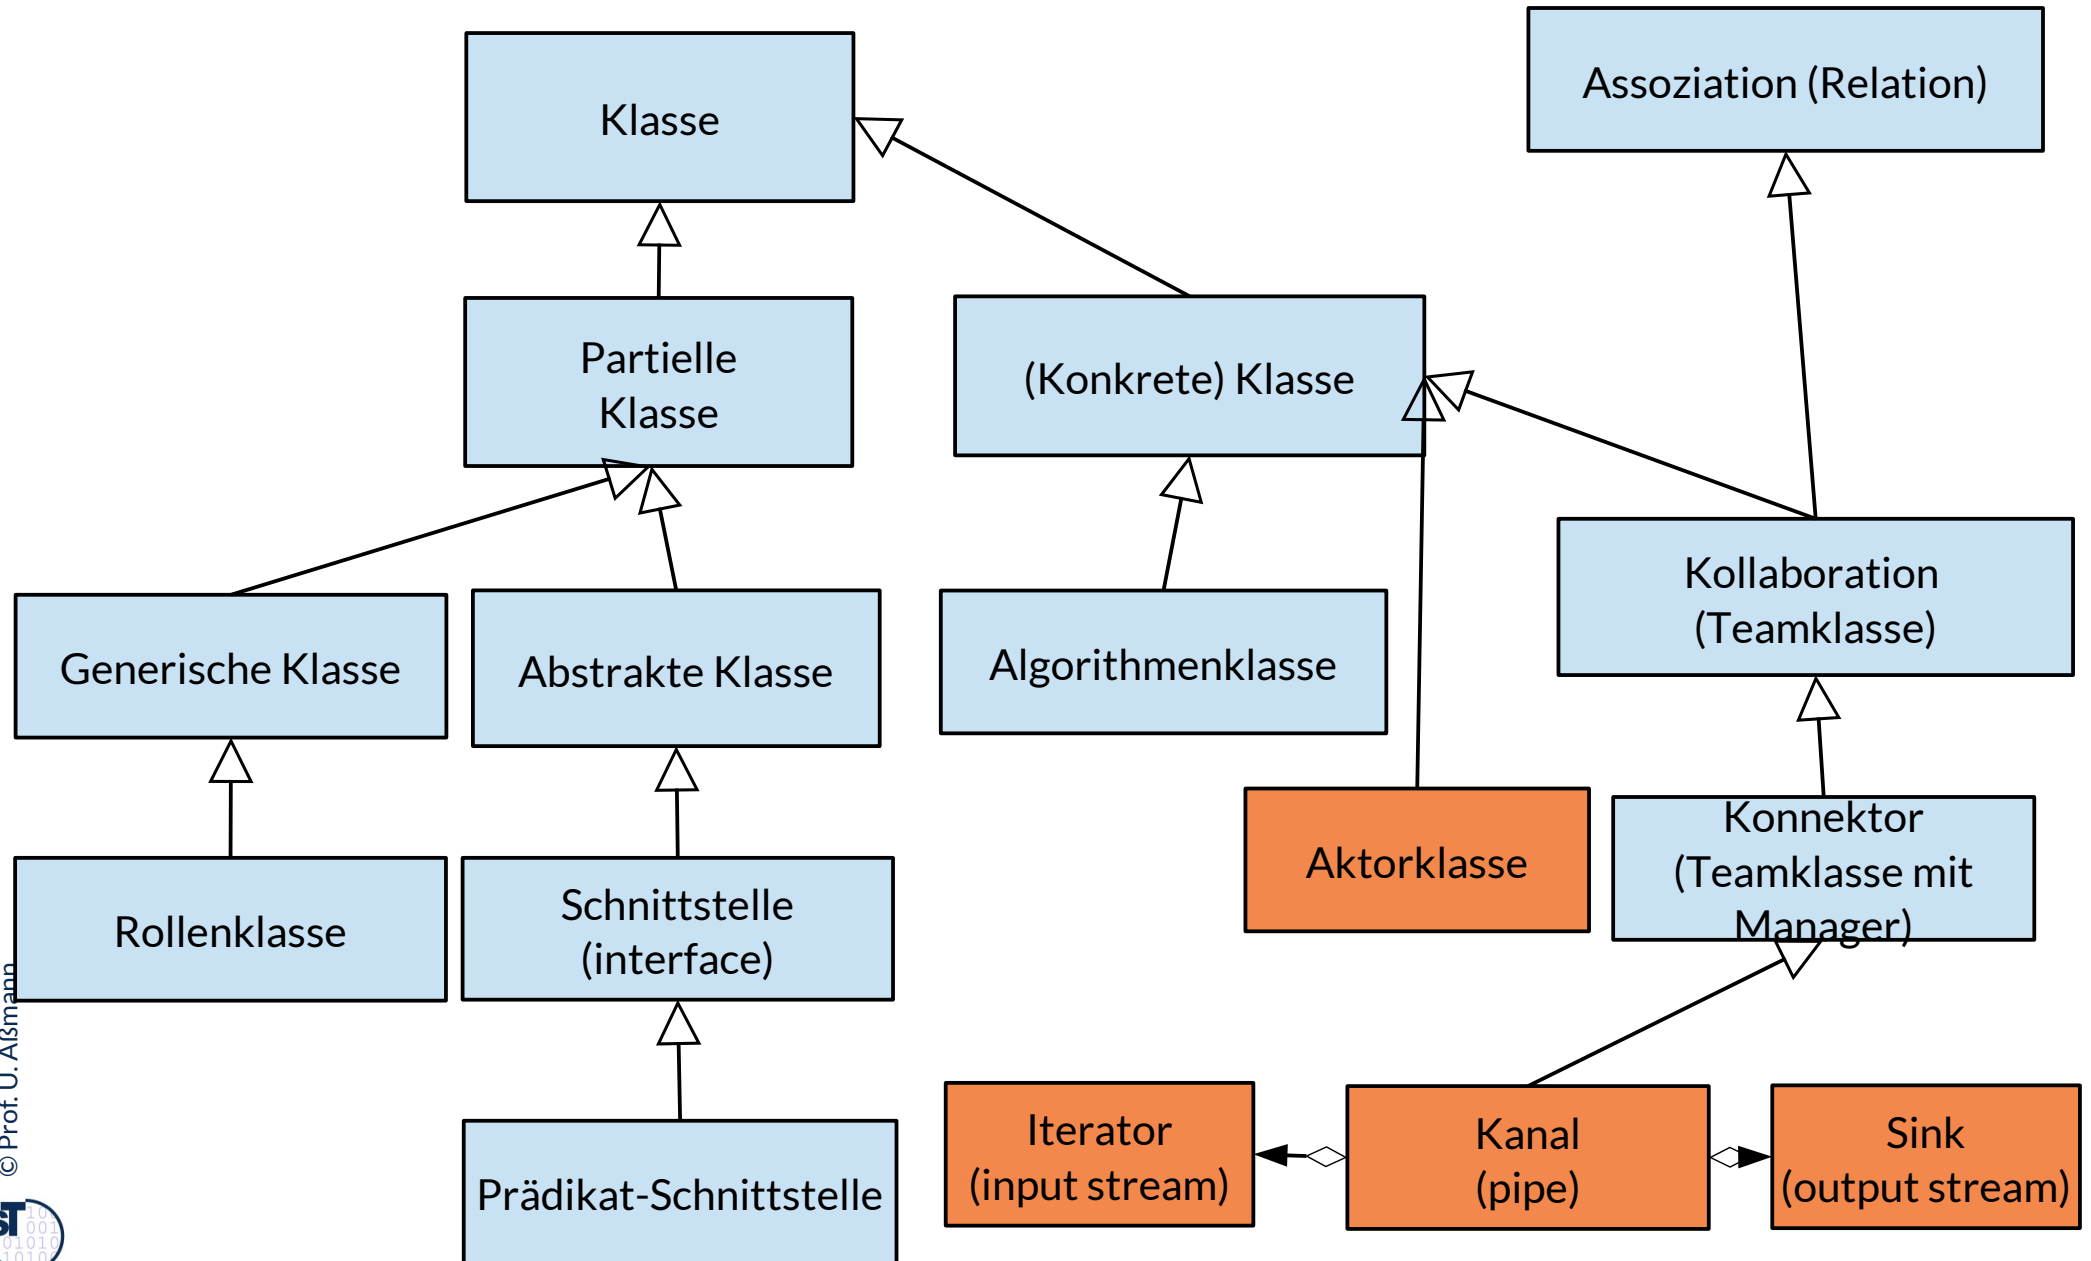 Klasse
Assoziation (Relation)
Partielle
Klasse
(Konkrete) Klasse
Kollaboration
(Teamklasse)
Generische Klasse
Abstrakte Klasse
Algorithmenklasse
Konnektor
(Teamklasse mit
Manager)
Aktorklasse
Rollenklasse
Schnittstelle
(interface)
Iterator
(input stream)
Kanal
(pipe)
Sink
(output stream)
Prädikat-Schnittstelle
© Prof. U. Aßmann